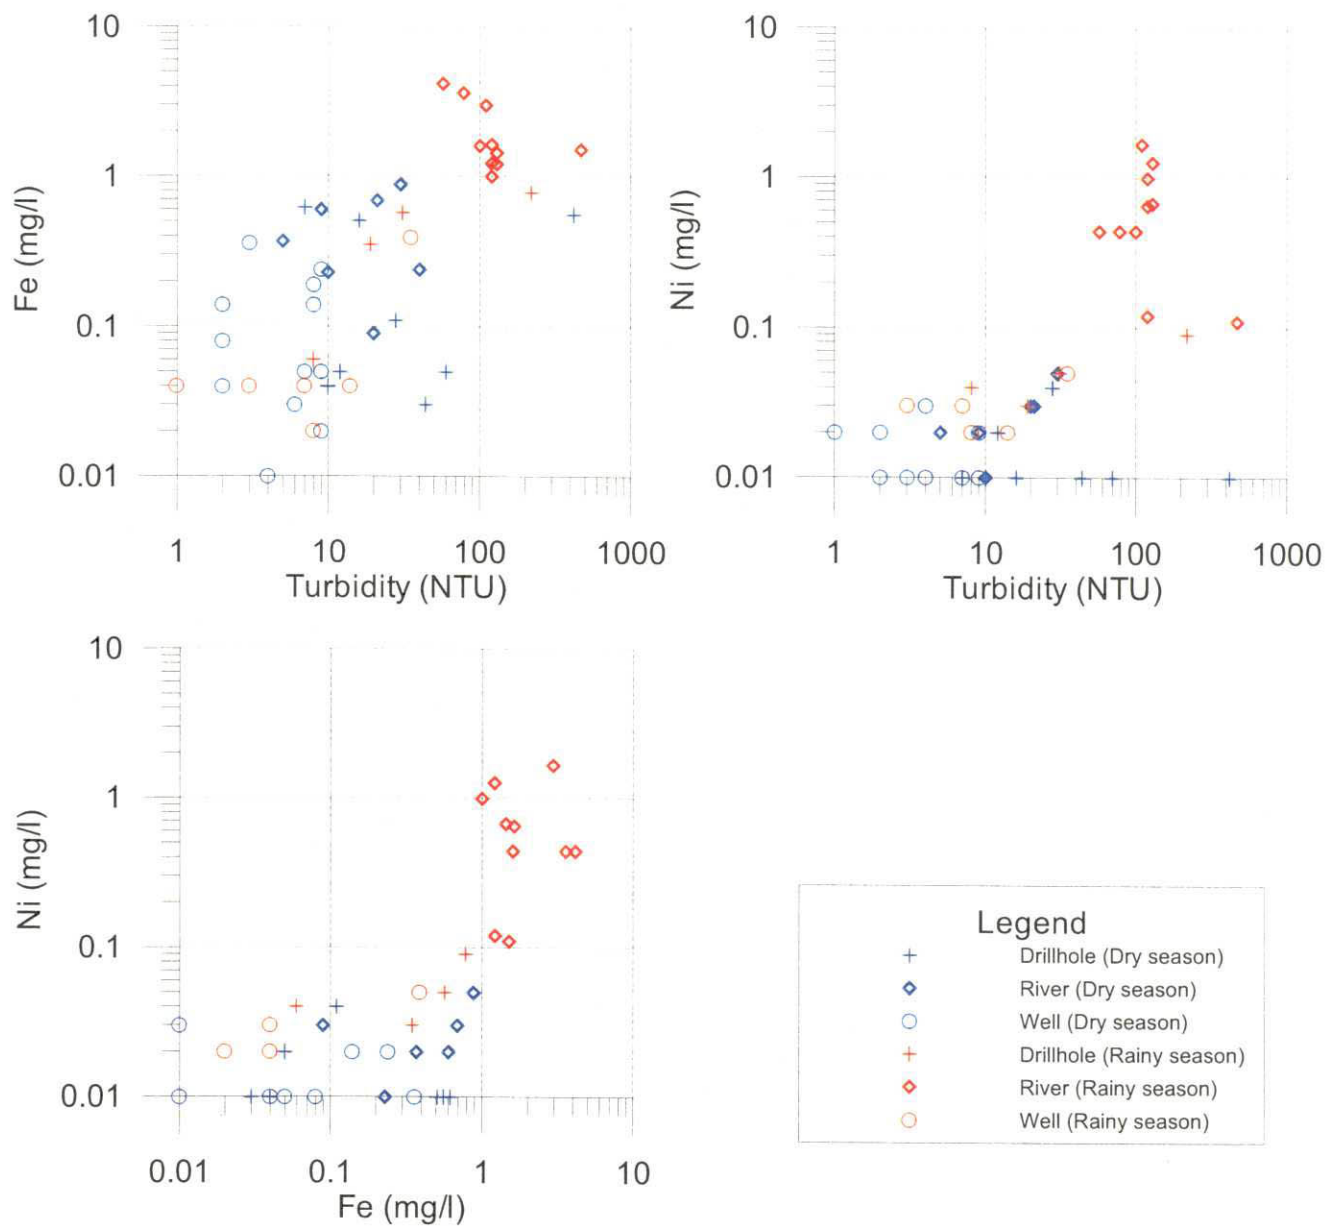 10
1
0.1
0.01
Fe (mg/l)
1 10 100 1000
Turbidity (NTU)
10
1
0.1
0.01
Ni (mg/l)
1 10 100 1000
Turbidity (NTU)
10
1
0.1
0.01
Ni (mg/l)
0.01 0.1 1 10
Fe (mg/l)
Legend
Drillhole (Dry season)
River (Dry season)
Well (Dry season)
Drillhole (Rainy season)
River (Rainy season)
Well (Rainy season)